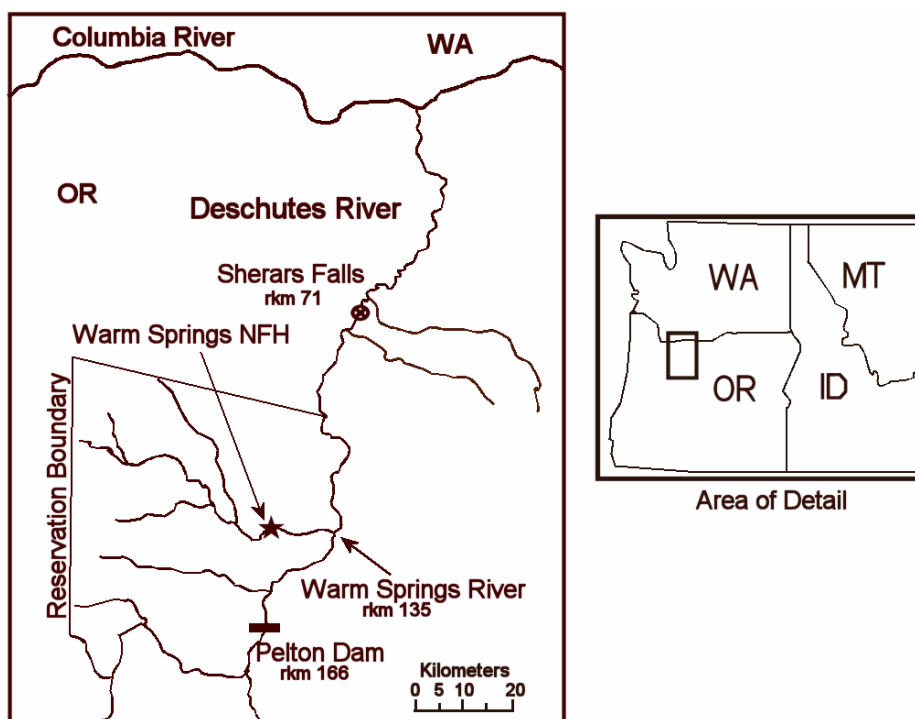 Columbia River
WA
OR
Deschutes River
Sherars Falls
rkm 71
Warm Springs NFH
Reservation Boundary
Warm Springs River
rkm 135
Pelton Dam
rkm 166
Kilometers
0 5 10 20
WA
MT
OR
ID
Area of Detail